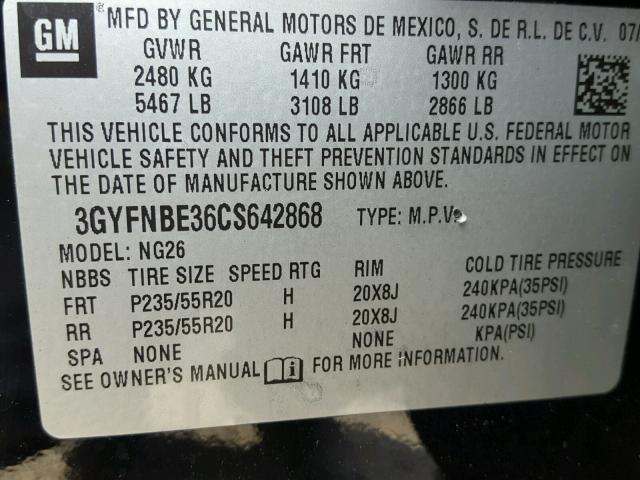 GM
MFD BY GENERAL MOTORS DE MEXICO, S. DE R.L. DE C.V. 07/
GVWR GAWR FRT GAWR RR
2480 KG 1410 KG 1300 KG
5467 LB 3108 LB 2866 LB
THIS VEHICLE CONFORMS TO ALL APPLICABLE U.S. FEDERAL MOTOR
VEHICLE SAFETY AND THEFT PREVENTION STANDARDS IN EFFECT ON
THE DATE OF MANUFACTURE SHOWN ABOVE.
3GYFNBE36CS642868 TYPE: M.P.V.
MODEL: NG26
NBBS TIRE SIZE SPEED RTG RIM COLD TIRE PRESSURE
FRT P235/55R20 H 20X8J 240KPA(35PSI)
RR P235/55R20 H 20X8J 240KPA(35PSI)
SPA NONE NONE KPA(PSI)
SEE OWNER'S MANUAL i FOR MORE INFORMATION.